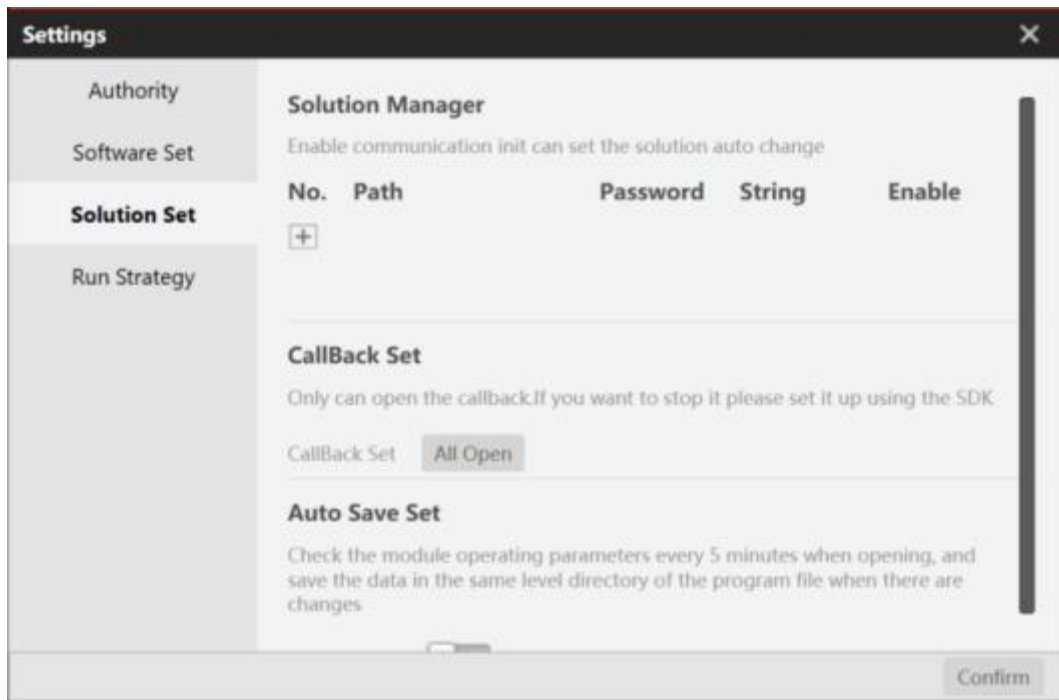 Settings
Authority
Software Set
Solution Set
Run Strategy
Solution Manager
Enable communication init can set the solution auto change
No. Path Password String Enable
CallBack Set
Only can open the callback.If you want to stop it please set it up using the SDK
CallBack Set All Open
Auto Save Set
Check the module operating parameters every 5 minutes when opening, and
save the data in the same level directory of the program file when there are
changes
Confirm